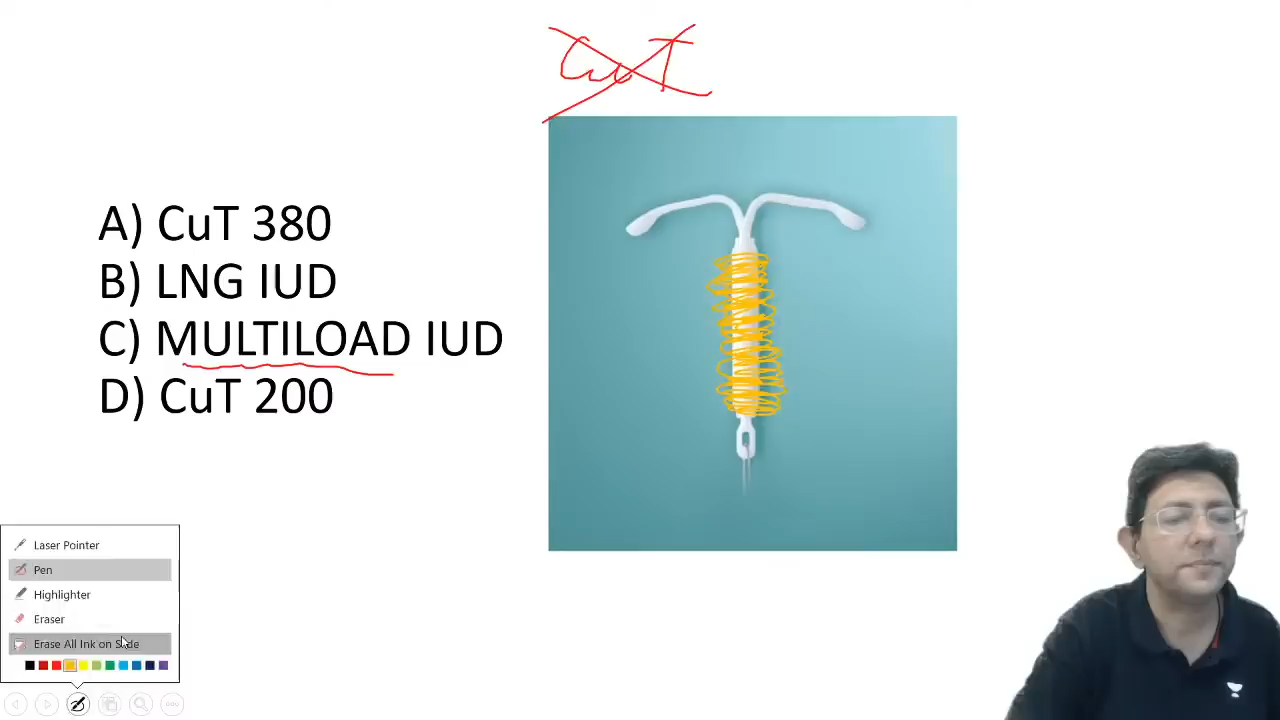 CuT
A) CuT 380
B) LNG IUD
C) MULTILOAD IUD
D) CuT 200
Laser Pointer
Pen
Highlighter
Eraser
Erase All Ink on Slide